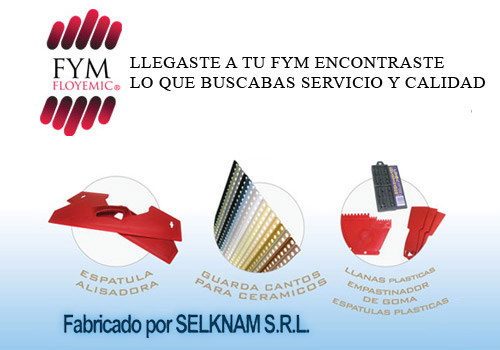 FYM
FLOYEMIC®
LLEGASTE A TU FYM ENCONTRASTE
LO QUE BUSCABAS SERVICIO Y CALIDAD
ESPATULA
ALISADORA
GUARDA CANTOS
PARA CERAMICOS
LLANAS PLASTICAS
EMPASTINADOR
DE GOMA
ESPATULAS PLASTICAS
Fabricado por SELKNAM S.R.L.